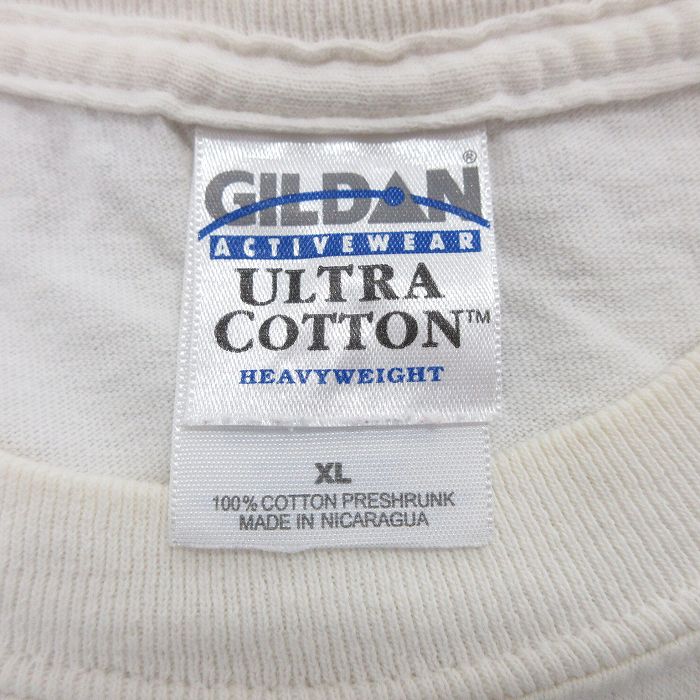 GILDAN®
ACTIVEWEAR
ULTRA
COTTON™
HEAVYWEIGHT
XL
100% COTTON PRESHRUNK
MADE IN NICARAGUA